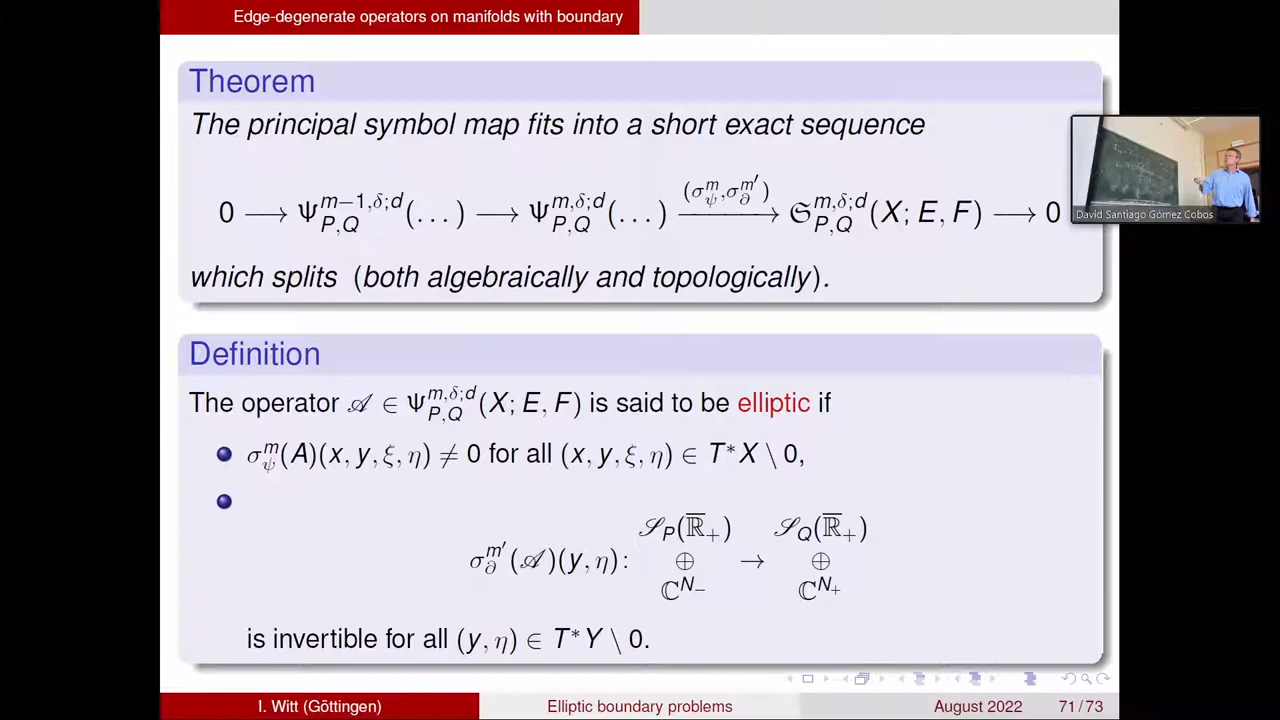 Edge-degenerate operators on manifolds with boundary
Theorem
The principal symbol map fits into a short exact sequence
0 ⟶ Ψ^{m−1,δ;d}_{P,Q}(...) ⟶ Ψ^{m,δ;d}_{P,Q}(...) ⟶^{(σ^m_ψ,σ^{m′}_∂)} 𝔖^{m,δ;d}_{P,Q}(X; E, F) ⟶ 0
which splits (both algebraically and topologically).
David Santiago Gómez Cobos
Definition
The operator 𝒜 ∈ Ψ^{m,δ;d}_{P,Q}(X; E, F) is said to be elliptic if
σ^m_ψ(A)(x, y, ξ, η) ≠ 0 for all (x, y, ξ, η) ∈ T*X \ 0,
𝒮_P(ℝ̅₊) 𝒮_Q(ℝ̅₊)
σ^{m′}_∂(𝒜)(y, η): ⊕ → ⊕
ℂ^{N₋} ℂ^{N₊}
is invertible for all (y, η) ∈ T*Y \ 0.
I. Witt (Göttingen) Elliptic boundary problems August 2022 71/73